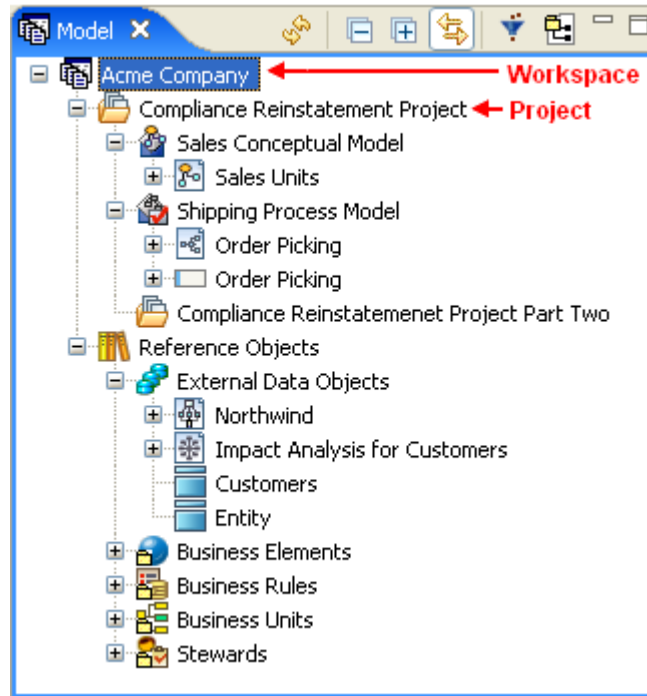 Model
Acme Company
Workspace
Compliance Reinstatement Project
Project
Sales Conceptual Model
Sales Units
Shipping Process Model
Order Picking
Order Picking
Compliance Reinstatemenet Project Part Two
Reference Objects
External Data Objects
Northwind
Impact Analysis for Customers
Customers
Entity
Business Elements
Business Rules
Business Units
Stewards